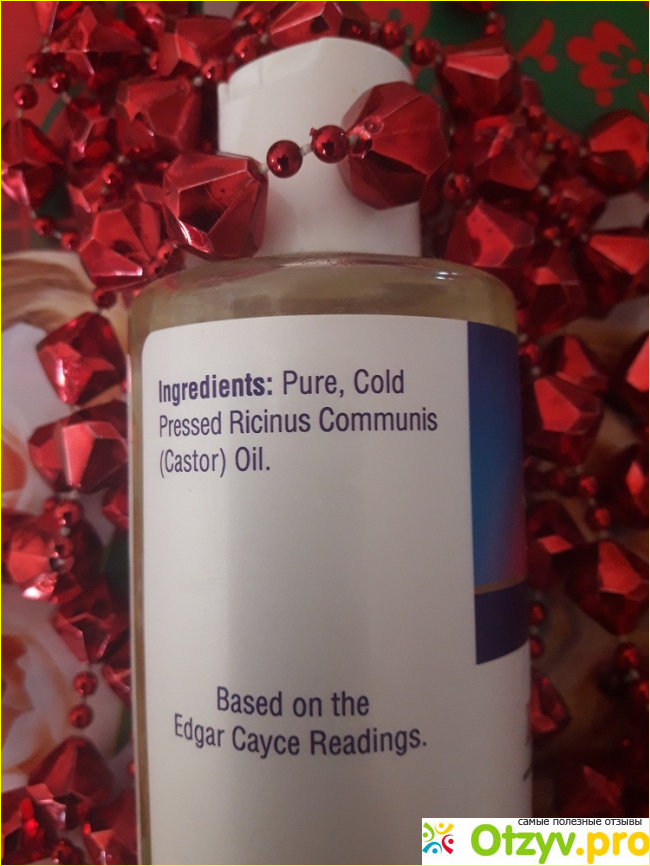 Ingredients: Pure, Cold
Pressed Ricinus Communis
(Castor) Oil.
Based on the
Edgar Cayce Readings.
самые полезные отзывы
Otzyv.pro